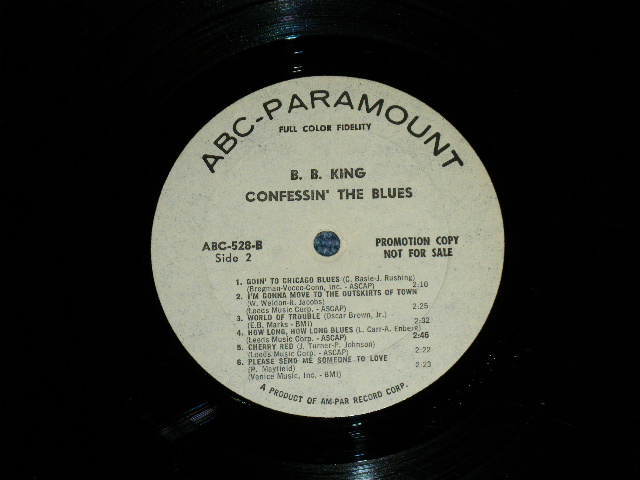 ABC-PARAMOUNT
FULL COLOR FIDELITY
B. B. KING
CONFESSIN' THE BLUES
ABC-528-B
Side 2
PROMOTION COPY
NOT FOR SALE
1. GOIN' TO CHICAGO BLUES (C. Basie-J. Rushing)
(Bregman-Vocco-Conn, Inc. - ASCAP) 2:10
2. I'M GONNA MOVE TO THE OUTSKIRTS OF TOWN
(W. Weldon-R. Jacobs)
(Leeds Music Corp. - ASCAP) 2:25
3. WORLD OF TROUBLE (Oscar Brown, Jr.)
(E.B. Marks - BMI) 2:32
4. HOW LONG, HOW LONG BLUES (L. Carr-A. Enber)
(Leeds Music Corp. - ASCAP) 2:46
5. CHERRY RED (J. Turner-P. Johnson)
(Leeds Music Corp. - ASCAP) 2:22
6. PLEASE SEND ME SOMEONE TO LOVE
(P. Mayfield) 2:23
(Venice Music, Inc. - BMI)
A PRODUCT OF AM-PAR RECORD CORP.